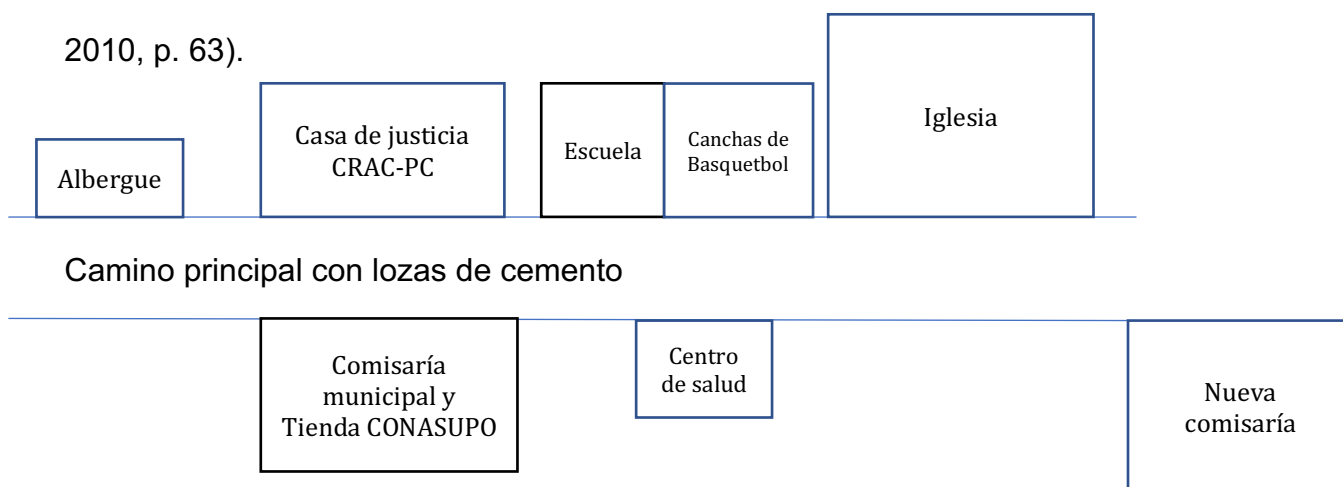 2010, p. 63).
Albergue
Casa de justicia
CRAC-PC
Escuela
Canchas de
Basquetbol
Iglesia
Camino principal con lozas de cemento
Comisaría
municipal y
Tienda CONASUPO
Centro
de salud
Nueva
comisaría